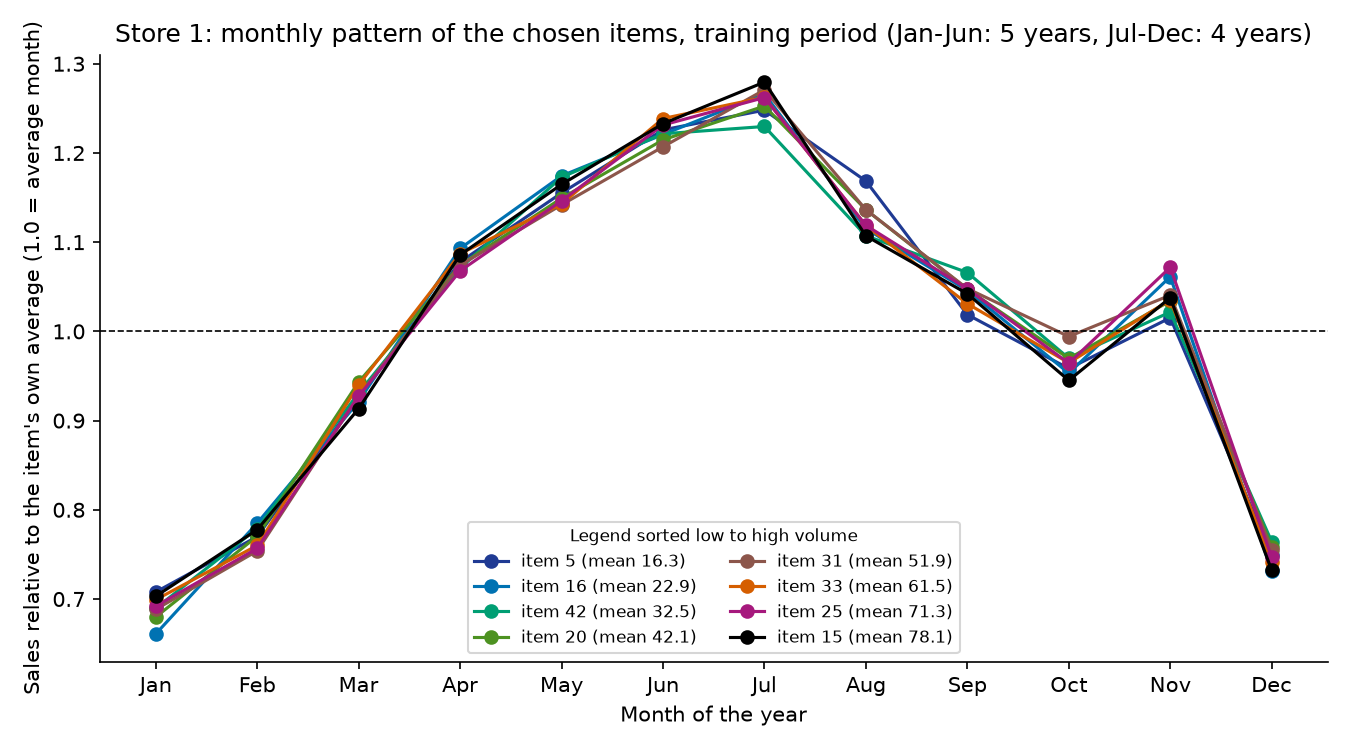 Store 1: monthly pattern of the chosen items, training period (Jan-Jun: 5 years, Jul-Dec: 4 years)
Sales relative to the item's own average (1.0 = average month)
1.3
1.2
1.1
1.0
0.9
0.8
0.7
Legend sorted low to high volume
item 5 (mean 16.3)
item 16 (mean 22.9)
item 42 (mean 32.5)
item 20 (mean 42.1)
item 31 (mean 51.9)
item 33 (mean 61.5)
item 25 (mean 71.3)
item 15 (mean 78.1)
Jan Feb Mar Apr May Jun Jul Aug Sep Oct Nov Dec
Month of the year